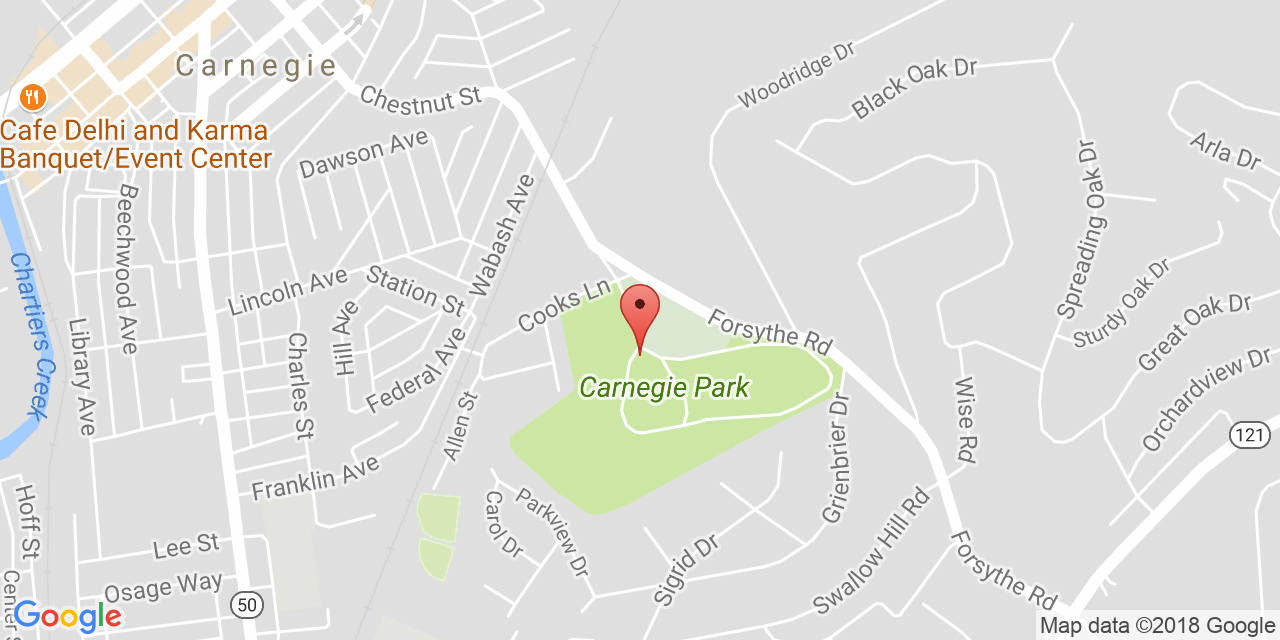 Carnegie
Woodridge Dr
Black Oak Dr
Chestnut St
Cafe Delhi and Karma
Banquet/Event Center
Dawson Ave
Arla Dr
Spreading Oak Dr
Beechwood Ave
Wabash Ave
Chartiers Creek
Lincoln Ave
Station St
Cooks Ln
Sturdy Oak Dr
Great Oak Dr
Hill Ave
Federal Ave
Forsythe Rd
Library Ave
Charles St
Carnegie Park
Orchardview Dr
Allen St
Wise Rd
121
Grienbrier Dr
Franklin Ave
Hoff St
Carol Dr
Parkview Dr
Swallow Hill Rd
Lee St
Sigrid Dr
Forsythe Rd
Osage Way
Center S
50
Google
Map data ©2018 Google